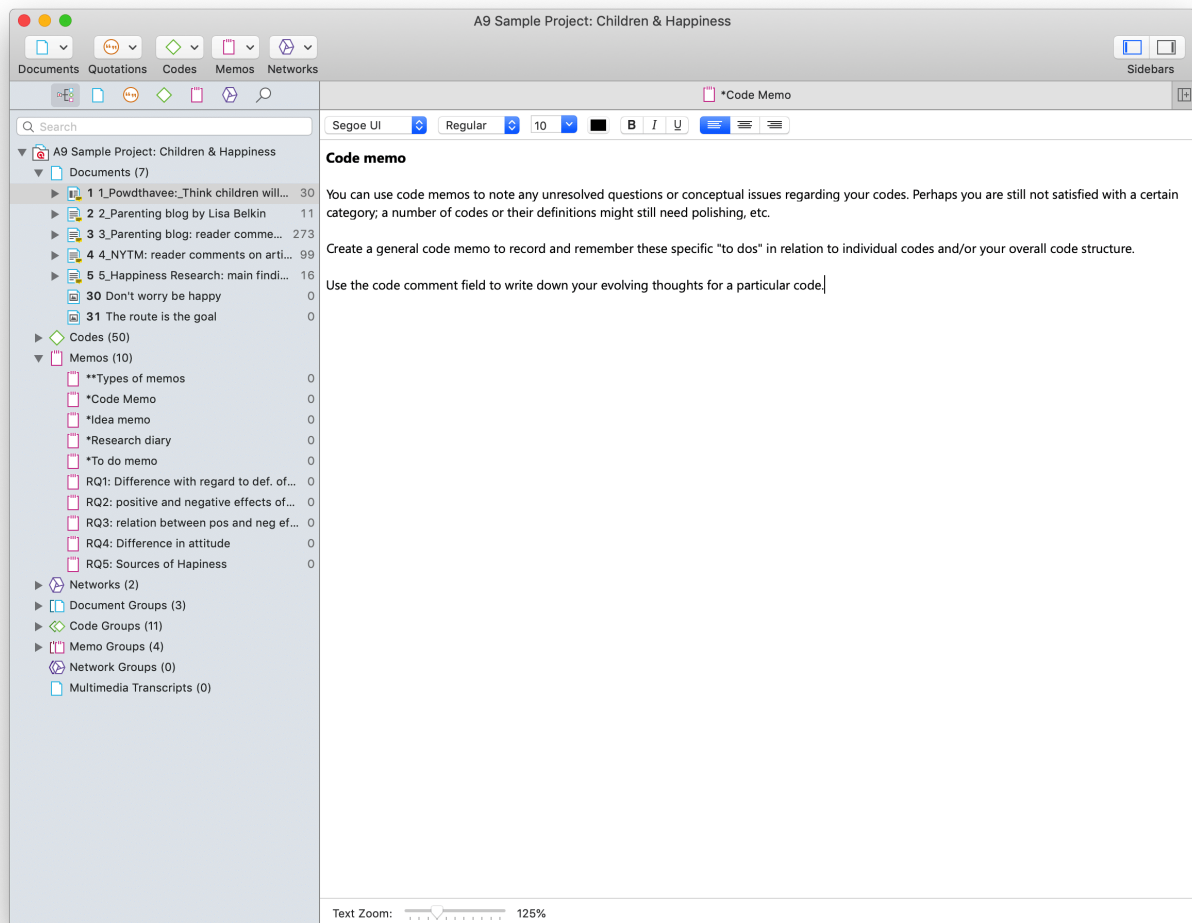 A9 Sample Project: Children & Happiness
Documents Quotations Codes Memos Networks
Sidebars
*Code Memo
Search
Segoe UI Regular 10 B I U
A9 Sample Project: Children & Happiness
Documents (7)
1 1_Powdthavee:_Think children will... 30
2 2_Parenting blog by Lisa Belkin 11
3 3_Parenting blog: reader comme... 273
4 4_NYTM: reader comments on arti... 99
5 5_Happiness Research: main findi... 16
30 Don't worry be happy 0
31 The route is the goal 0
Codes (50)
Memos (10)
**Types of memos 0
*Code Memo 0
*Idea memo 0
*Research diary 0
*To do memo 0
RQ1: Difference with regard to def. of... 0
RQ2: positive and negative effects of... 0
RQ3: relation between pos and neg ef... 0
RQ4: Difference in attitude 0
RQ5: Sources of Hapiness 0
Networks (2)
Document Groups (3)
Code Groups (11)
Memo Groups (4)
Network Groups (0)
Multimedia Transcripts (0)
Code memo
You can use code memos to note any unresolved questions or conceptual issues regarding your codes. Perhaps you are still not satisfied with a certain
category; a number of codes or their definitions might still need polishing, etc.
Create a general code memo to record and remember these specific "to dos" in relation to individual codes and/or your overall code structure.
Use the code comment field to write down your evolving thoughts for a particular code.
Text Zoom: 125%